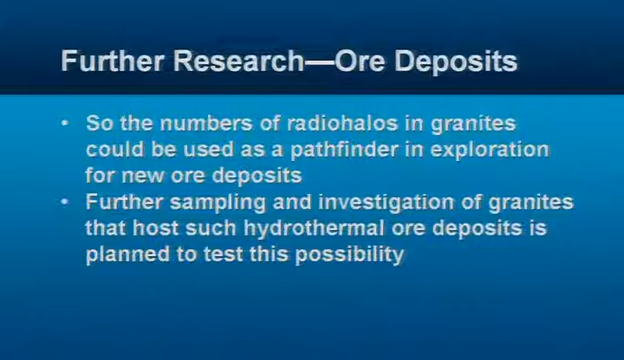 Further Research—Ore Deposits
• So the numbers of radiohalos in granites
could be used as a pathfinder in exploration
for new ore deposits
• Further sampling and investigation of granites
that host such hydrothermal ore deposits is
planned to test this possibility